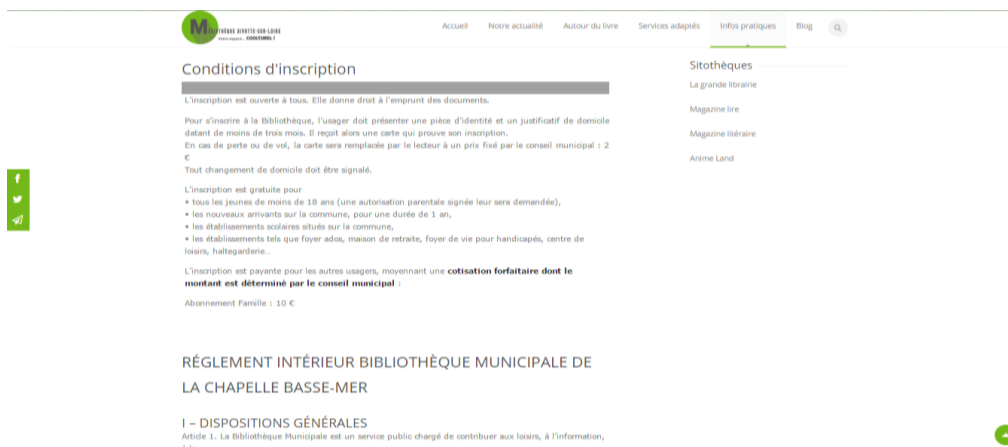 MÉDIATHÈQUE DIVATTE-SUR-LOIRE
COOLTUREL !
Accueil Notre actualité Autour du livre Services adaptés Infos pratiques Blog
Conditions d'inscription
L'inscription est ouverte à tous. Elle donne droit à l'emprunt des documents.
Pour s'inscrire à la Bibliothèque, l'usager doit présenter une pièce d'identité et un justificatif de domicile
datant de moins de trois mois. Il reçoit alors une carte qui prouve son inscription.
En cas de perte ou de vol, la carte sera remplacée par le lecteur à un prix fixé par le conseil municipal : 2
€
Tout changement de domicile doit être signalé.
L'inscription est gratuite pour
• tous les jeunes de moins de 18 ans (une autorisation parentale signée leur sera demandée),
• les nouveaux arrivants sur la commune, pour une durée de 1 an,
• les établissements scolaires situés sur la commune,
• les établissements tels que foyer ados, maison de retraite, foyer de vie pour handicapés, centre de
loisirs, haltegarderie…
L'inscription est payante pour les autres usagers, moyennant une cotisation forfaitaire dont le
montant est déterminé par le conseil municipal :
Abonnement Famille : 10 €
RÉGLEMENT INTÉRIEUR BIBLIOTHÈQUE MUNICIPALE DE
LA CHAPELLE BASSE-MER
I – DISPOSITIONS GÉNÉRALES
Article 1. La Bibliothèque Municipale est un service public chargé de contribuer aux loisirs, à l'information,
Sitothèques
La grande librairie
Magazine lire
Magazine litéraire
Anime Land